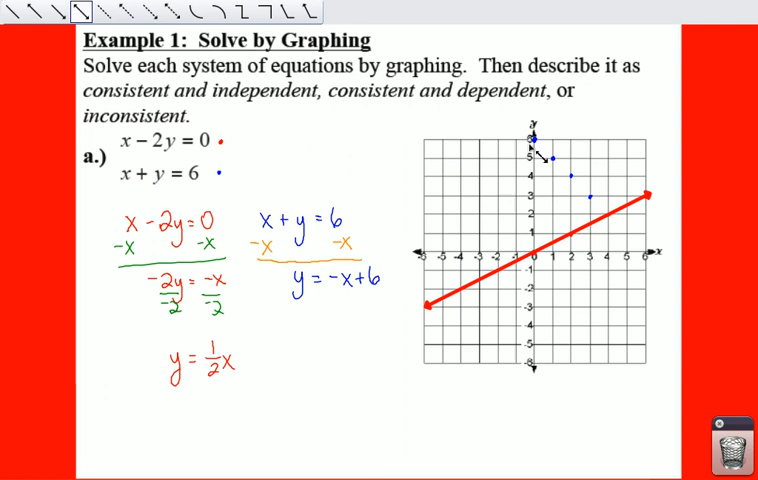 Example 1: Solve by Graphing
Solve each system of equations by graphing. Then describe it as
consistent and independent, consistent and dependent, or
inconsistent.
a.)
x − 2y = 0
x + y = 6
x - 2y = 0
-x -x
-2y = -x
-2 -2
y = 1/2 x
x + y = 6
-x -x
y = -x + 6
y
6
5
4
3
2
1
-6 -5 -4 -3 -2 -1 0 1 2 3 4 5 6 x
-1
-2
-3
-4
-5
-6